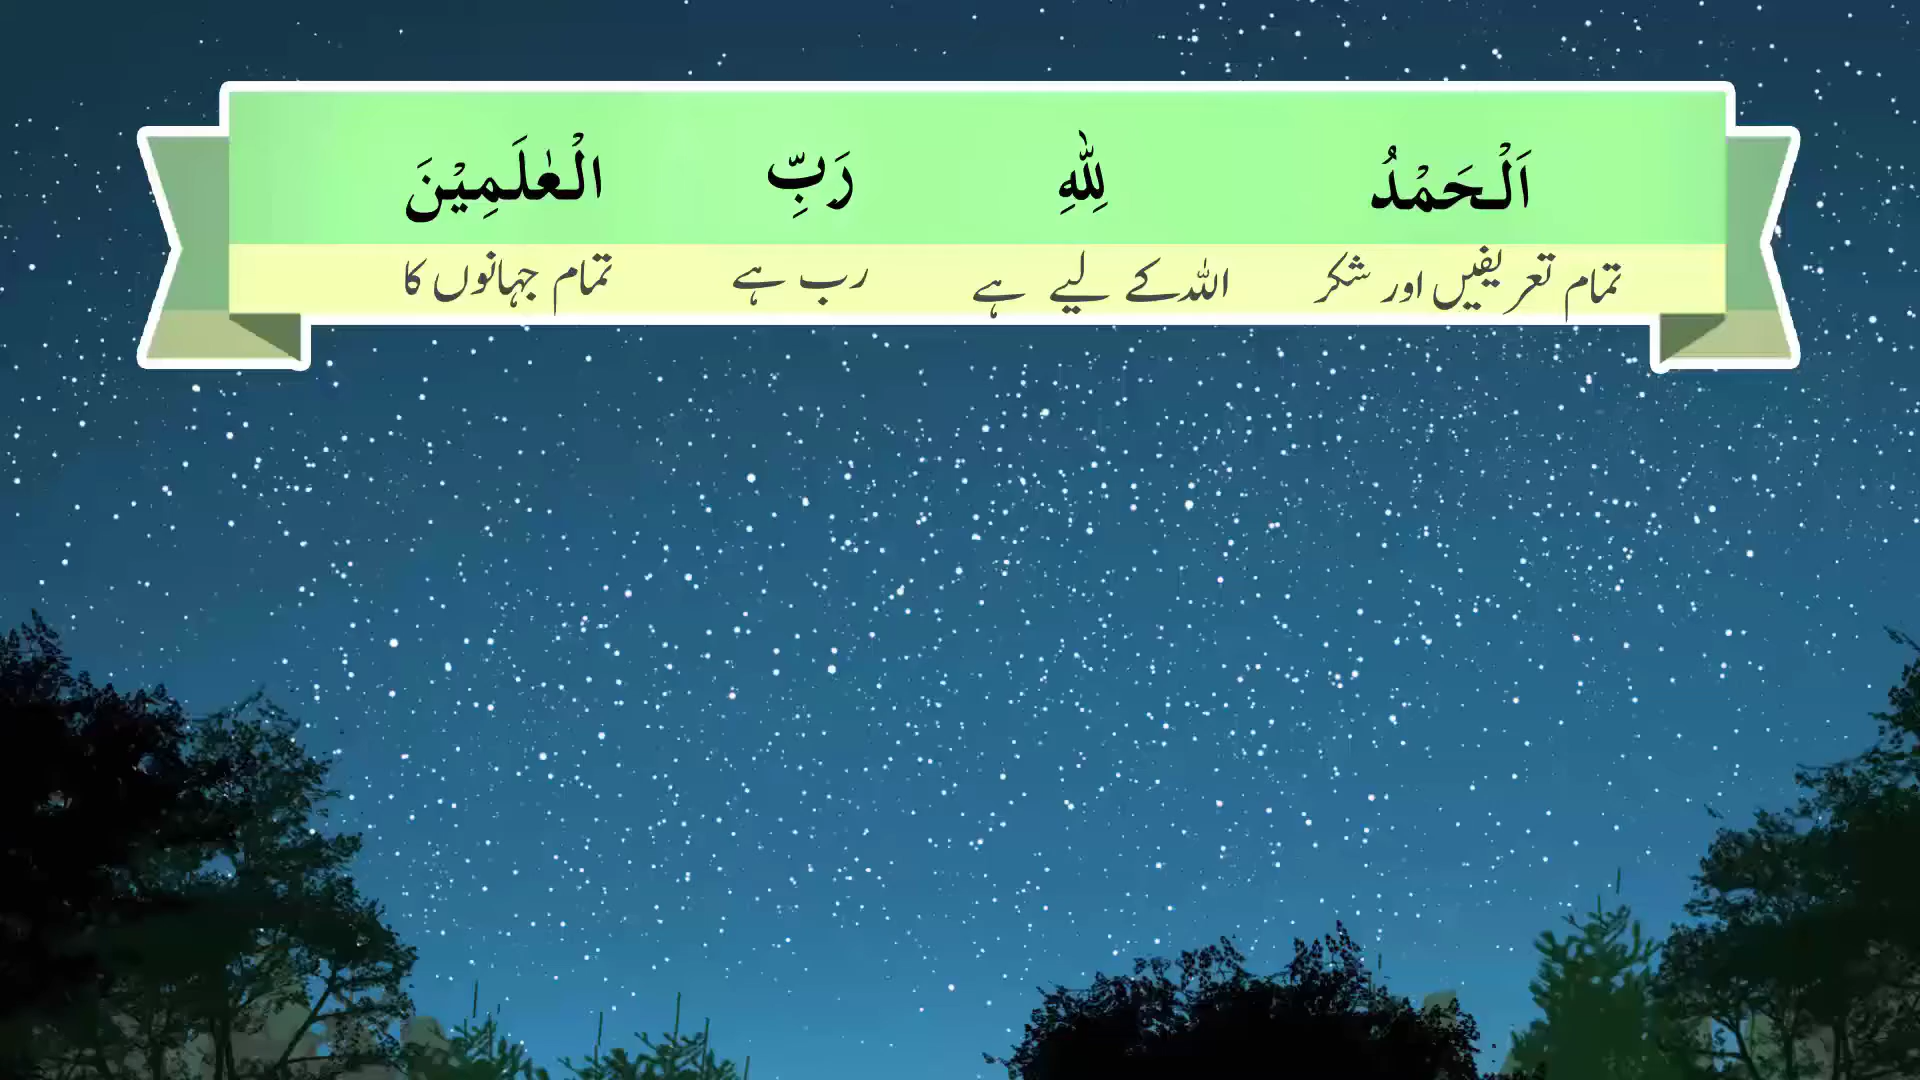 اَلْحَمْدُ لِلّٰهِ رَبِّ الْعٰلَمِيْنَ
تمام تعریفیں اور شکر اللہ کے لیے ہے رب ہے تمام جہانوں کا